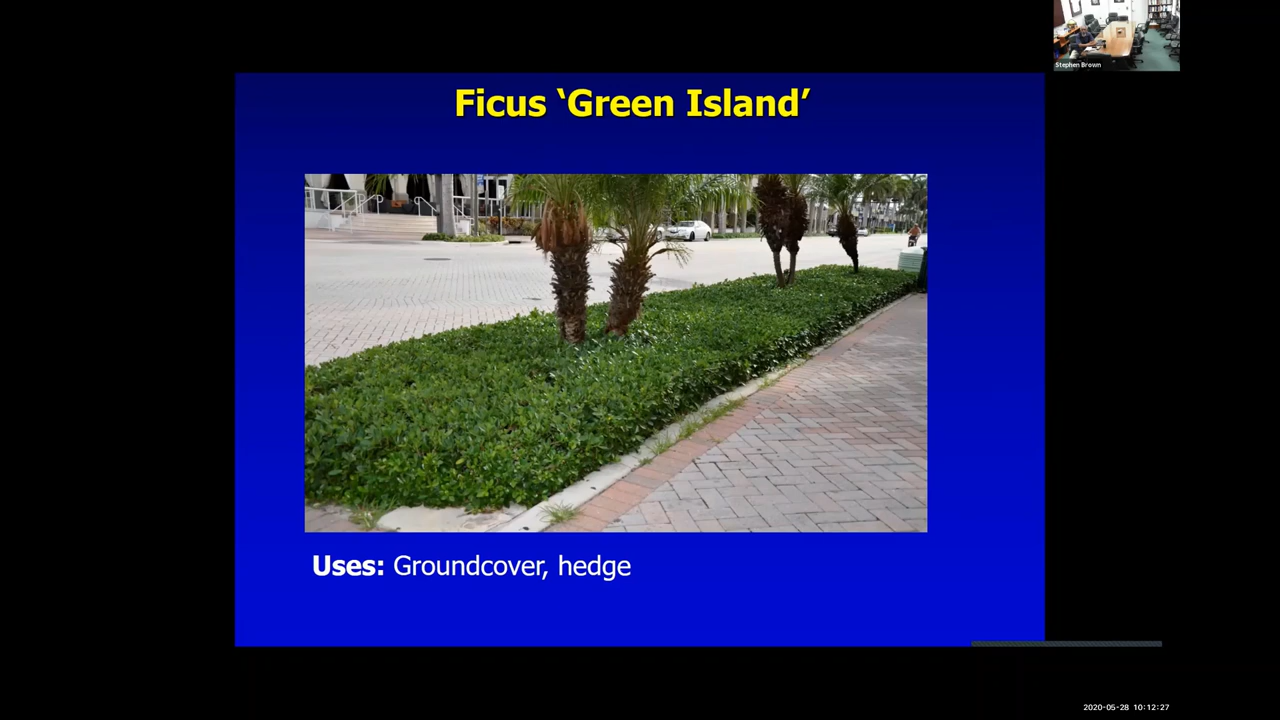 Stephen Brown
Ficus ‘Green Island’
Uses: Groundcover, hedge
2020-05-28 10:12:27